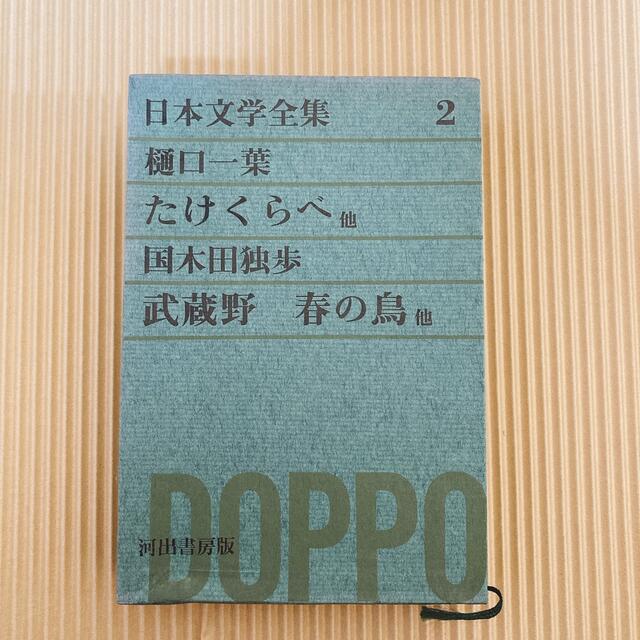 日本文学全集 2
樋口一葉
たけくらべ他
国木田独歩
武蔵野 春の鳥他
DOPPO
河出書房版